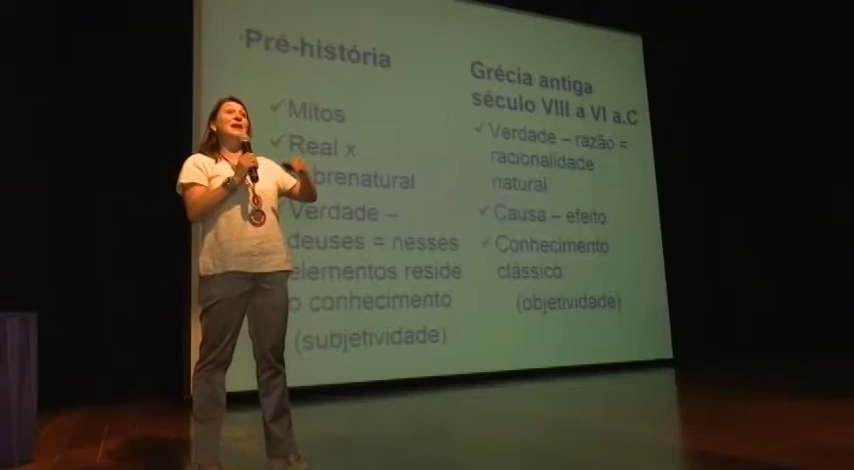 Pré-história
✓ Mitos
✓ Real x
brenatural
Verdade –
deuses = nesses
elementos reside
o conhecimento
(subjetividade)
Grécia antiga
século VIII a VI a.C
✓ Verdade – razão =
racionalidade
natural
✓ Causa – efeito
✓ Conhecimento
clássico
(objetividade)